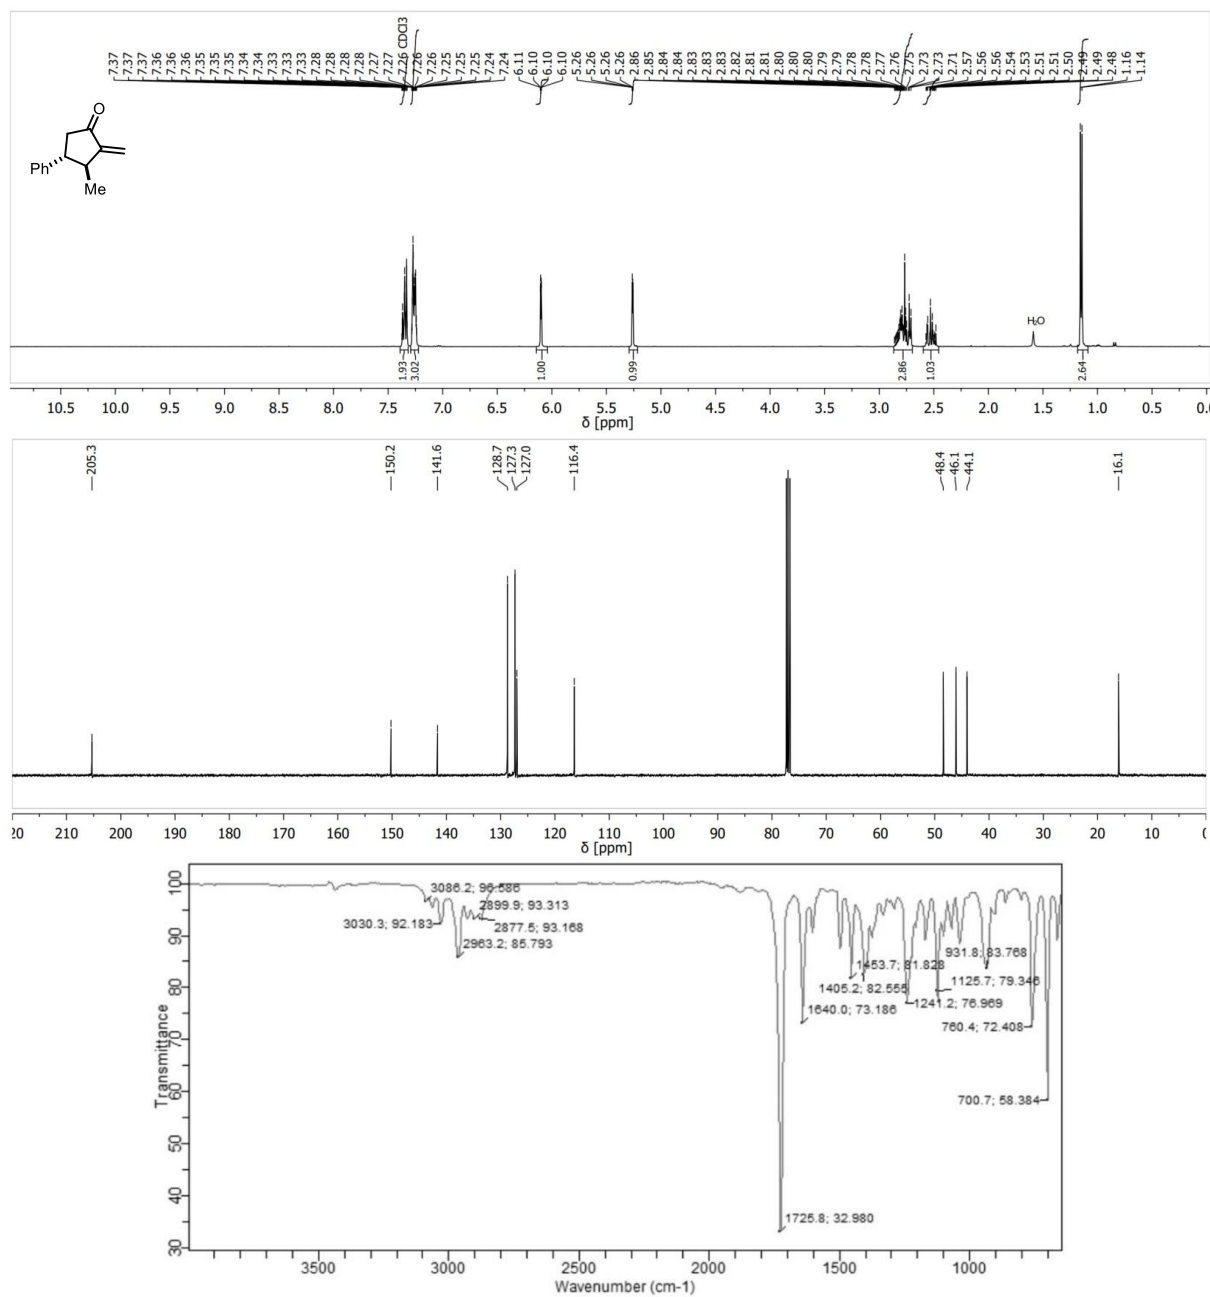 7.37 7.37 7.37 7.36 7.36 7.36 7.35 7.35 7.35 7.34 7.34 7.33 7.33 7.33 7.28 7.28 7.28 7.28 7.27 7.27 7.26 CDCl3 7.26 7.26 7.25 7.25 7.25 7.24 7.24 6.11 6.10 6.10 6.10 5.26 5.26 5.26 5.26 2.86 2.85 2.84 2.84 2.83 2.83 2.83 2.82 2.81 2.81 2.80 2.80 2.80 2.79 2.79 2.78 2.78 2.77 2.76 2.75 2.73 2.73 2.71 2.57 2.56 2.56 2.54 2.53 2.51 2.51 2.50 2.49 2.49 2.48 1.16 1.14
O
Ph
Me
H₂O
1.93 3.02 1.00 0.99 2.86 1.03 2.64
10.5 10.0 9.5 9.0 8.5 8.0 7.5 7.0 6.5 6.0 5.5 5.0 4.5 4.0 3.5 3.0 2.5 2.0 1.5 1.0 0.5 0.0
δ [ppm]
205.3 150.2 141.6 128.7 127.3 127.0 116.4 48.4 46.1 44.1 16.1
20 210 200 190 180 170 160 150 140 130 120 110 100 90 80 70 60 50 40 30 20 10 0
δ [ppm]
100
90
80
70
60
50
40
30
Transmittance
3086.2; 96.586
2899.9; 93.313
3030.3; 92.183
2877.5; 93.168
2963.2; 85.793
931.8; 83.768
1453.7; 81.828
1125.7; 79.346
1405.2; 82.555
1241.2; 76.969
1640.0; 73.186
760.4; 72.408
700.7; 58.384
1725.8; 32.980
3500 3000 2500 2000 1500 1000
Wavenumber (cm-1)